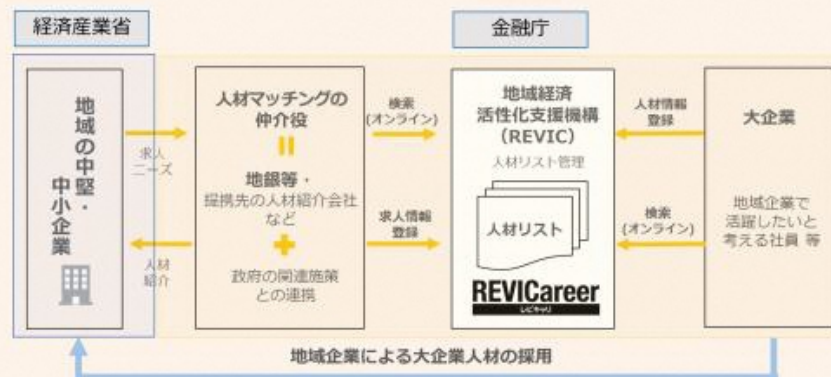 経済産業省
金融庁
地域の中堅・
中小企業
求人
ニーズ
人材
紹介
人材マッチングの
仲介役
地銀等・
提携先の人材紹介会社
など
政府の関連施策
との連携
検索
(オンライン)
求人情報
登録
地域経済
活性化支援機構
(REVIC)
人材リスト管理
人材リスト
REVICareer
レビキャリ
人材情報
登録
検索
(オンライン)
大企業
地域企業で
活躍したいと
考える社員 等
地域企業による大企業人材の採用